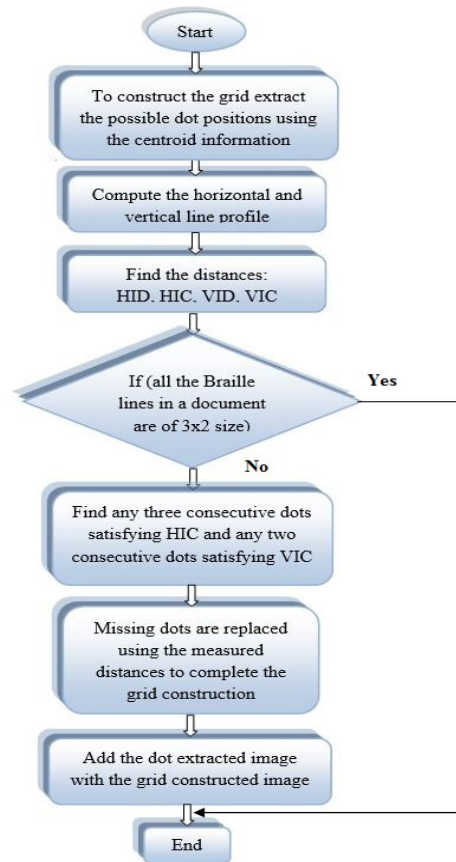 Start
To construct the grid extract
the possible dot positions using
the centroid information
Compute the horizontal and
vertical line profile
Find the distances:
HID, HIC, VID, VIC
If (all the Braille
lines in a document
are of 3x2 size)
Yes
No
Find any three consecutive dots
satisfying HIC and any two
consecutive dots satisfying VIC
Missing dots are replaced
using the measured
distances to complete the
grid construction
Add the dot extracted image
with the grid constructed image
End